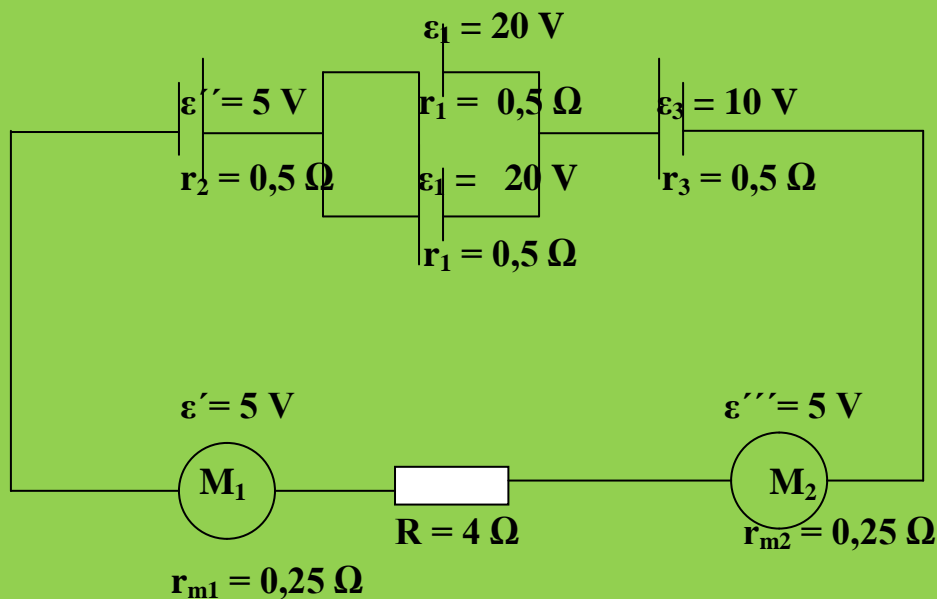 ε₁ = 20 V
ε´´= 5 V
r₁ = 0,5 Ω
ε₃ = 10 V
r₂ = 0,5 Ω
ε₁ = 20 V
r₃ = 0,5 Ω
r₁ = 0,5 Ω
ε´= 5 V
ε´´´= 5 V
M₁
M₂
R = 4 Ω
rₘ₂ = 0,25 Ω
rₘ₁ = 0,25 Ω